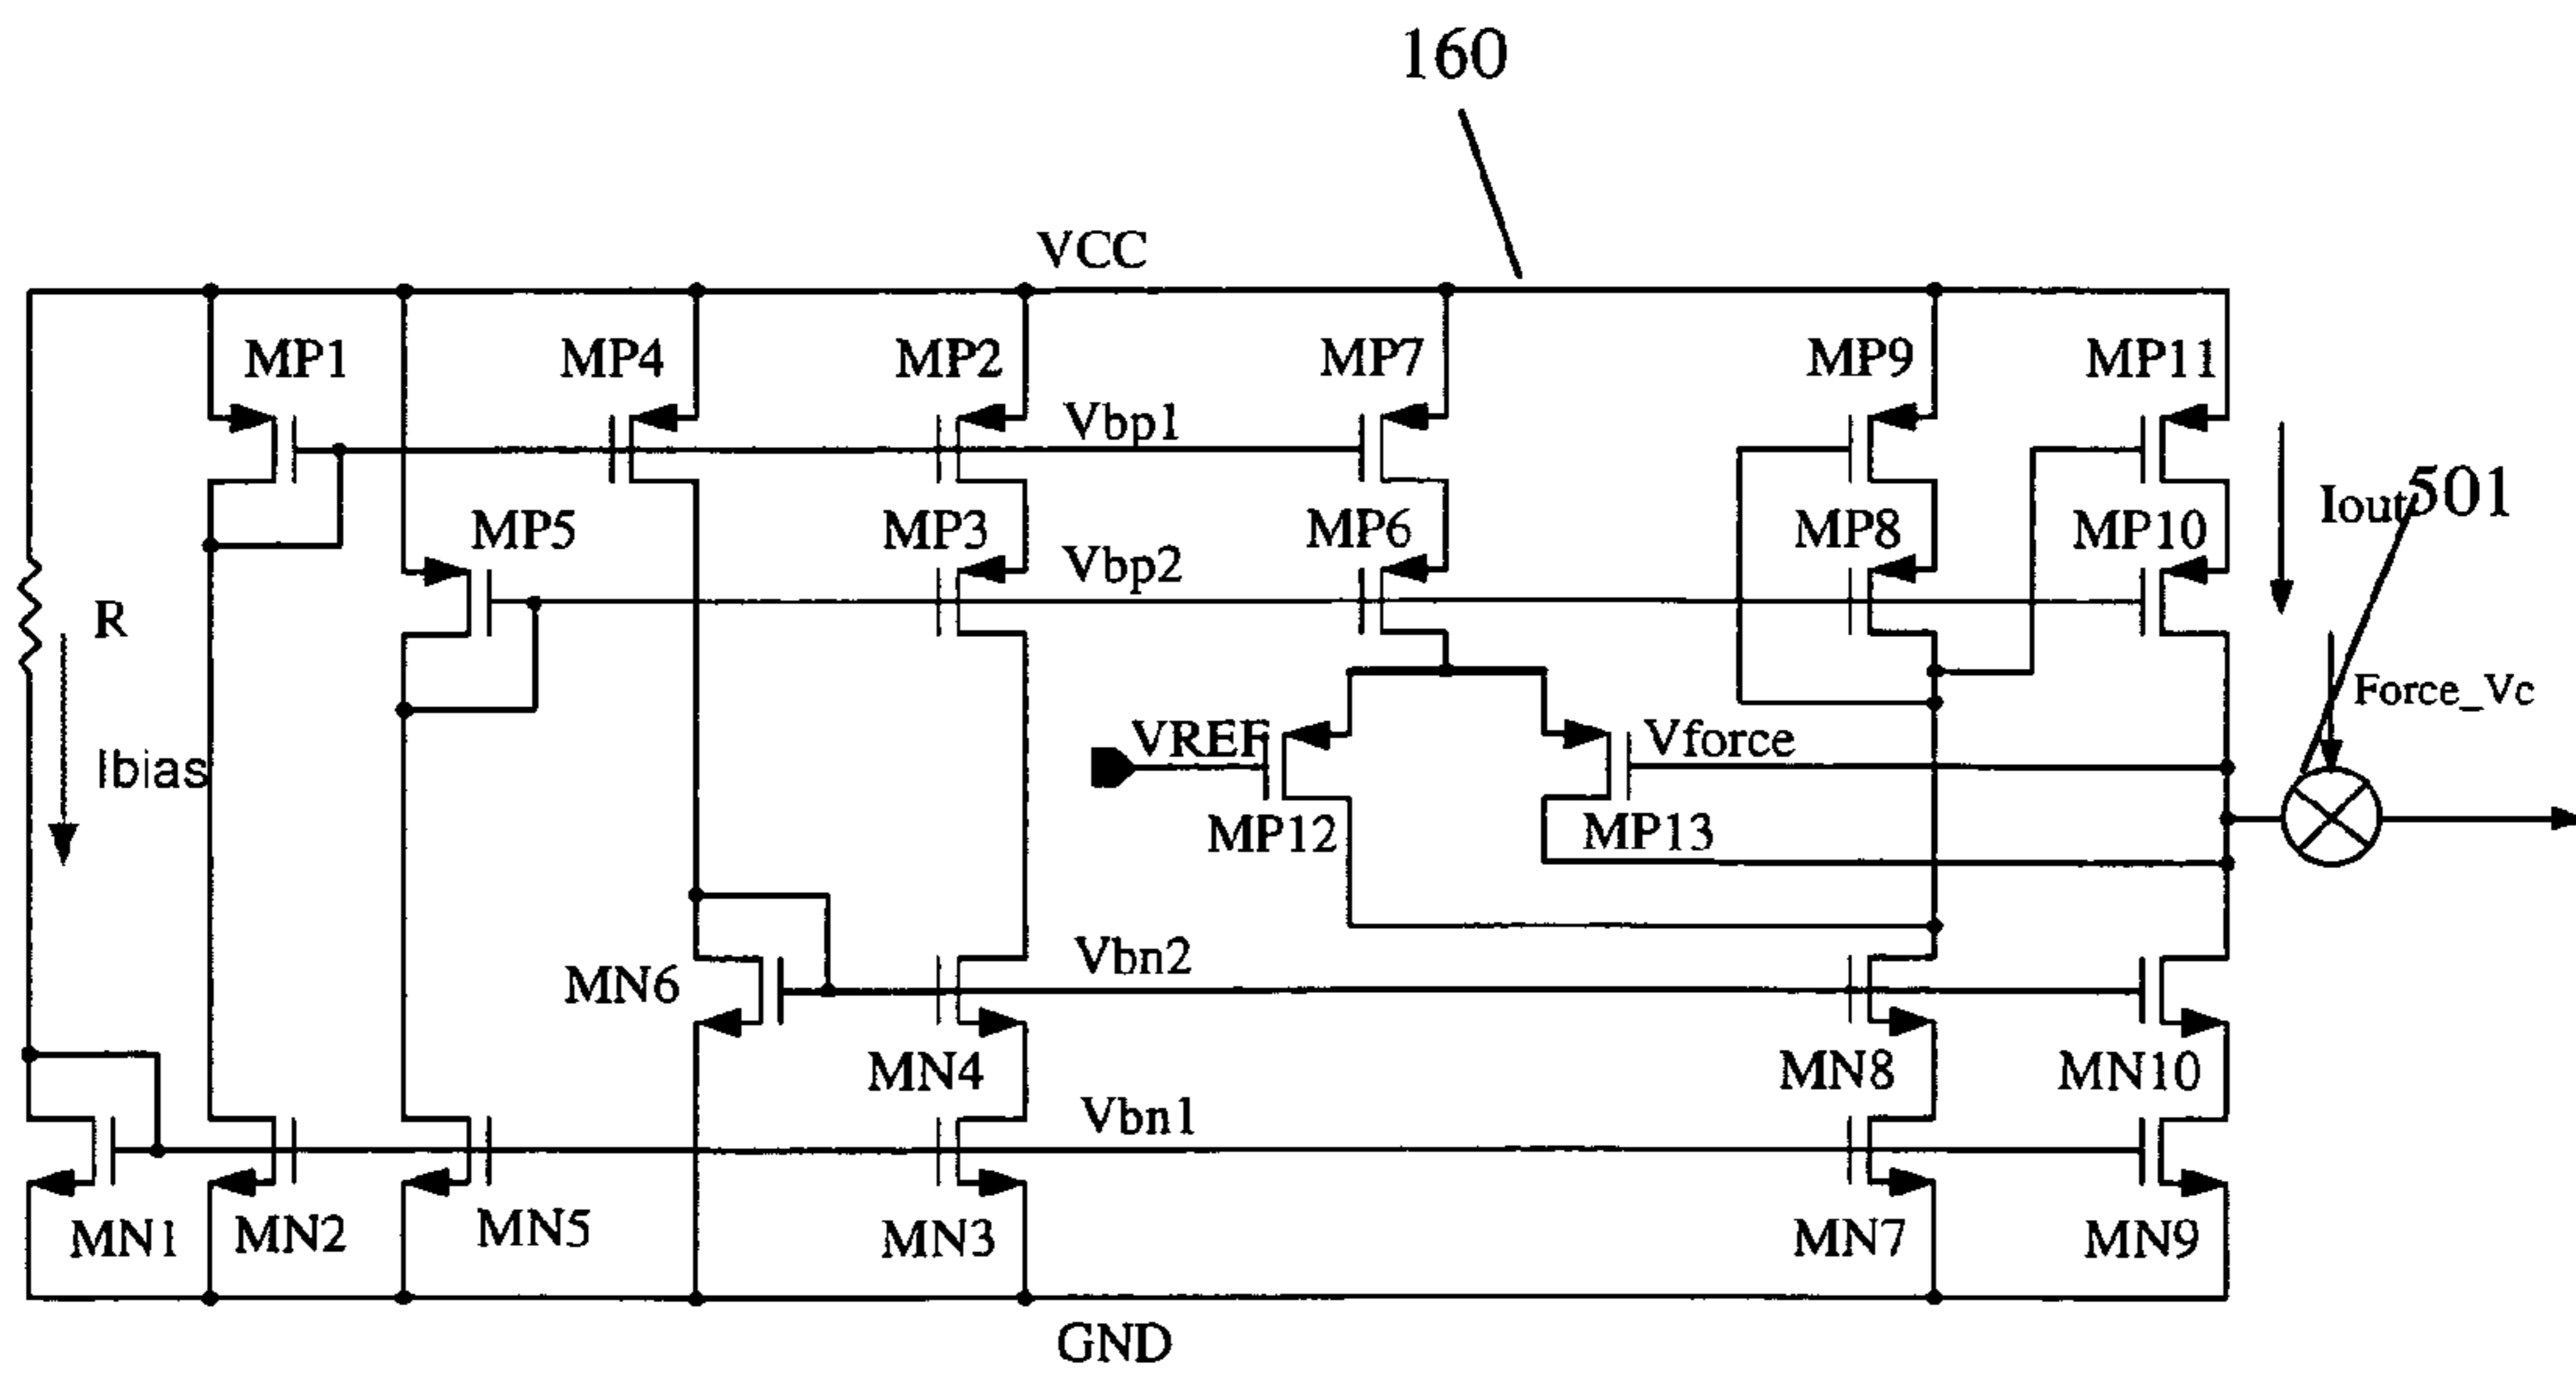 160
VCC
MP1
MP4
MP2
MP7
MP9
MP11
Vbp1
Iout
501
MP5
MP3
MP6
MP8
MP10
Vbp2
R
Force_Vc
VREF
Vforce
Ibias
MP12
MP13
Vbn2
MN6
MN4
MN8
MN10
Vbn1
MN1
MN2
MN5
MN3
MN7
MN9
GND